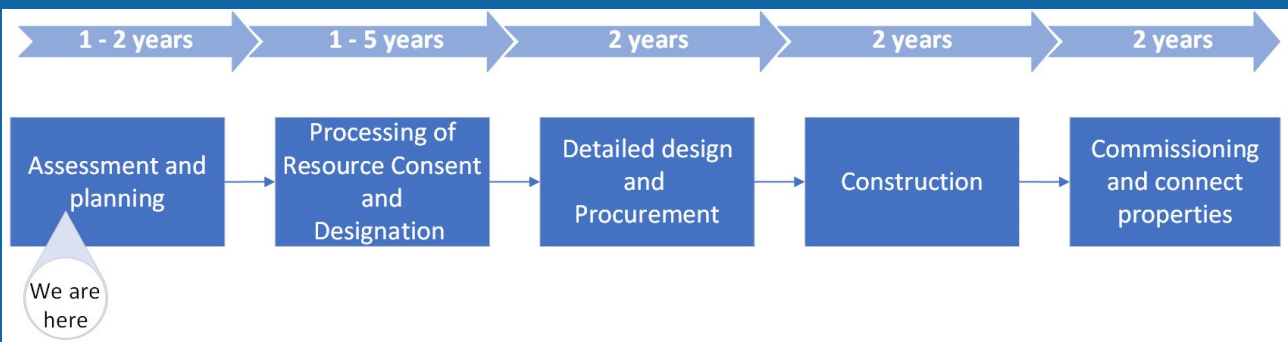 1 - 2 years
1 - 5 years
2 years
2 years
2 years
Assessment and
planning
Processing of
Resource Consent
and
Designation
Detailed design
and
Procurement
Construction
Commissioning
and connect
properties
We are
here